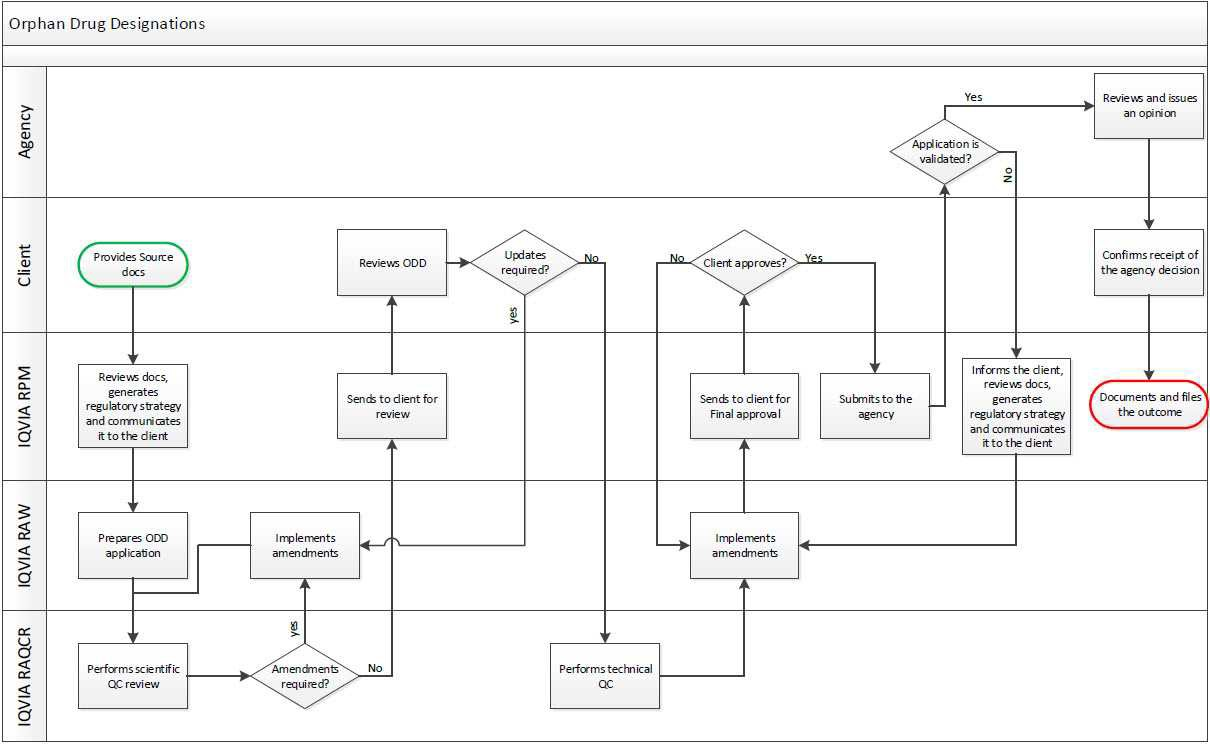 Orphan Drug Designations
Agency
Yes
Reviews and issues
an opinion
Application is
validated?
No
Client
Provides Source
docs
Reviews ODD
Updates
required?
No
yes
No
Client approves?
Yes
Confirms receipt of
the agency decision
IQVIA RPM
Reviews docs,
generates
regulatory strategy
and communicates
it to the client
Sends to client for
review
Sends to client for
Final approval
Submits to the
agency
Informs the client,
reviews docs,
generates
regulatory strategy
and communicates
it to the client
Documents and files
the outcome
IQVIA RAW
Prepares ODD
application
Implements
amendments
Implements
amendments
IQVIA RAQCR
Performs scientific
QC review
yes
Amendments
required?
No
Performs technical
QC